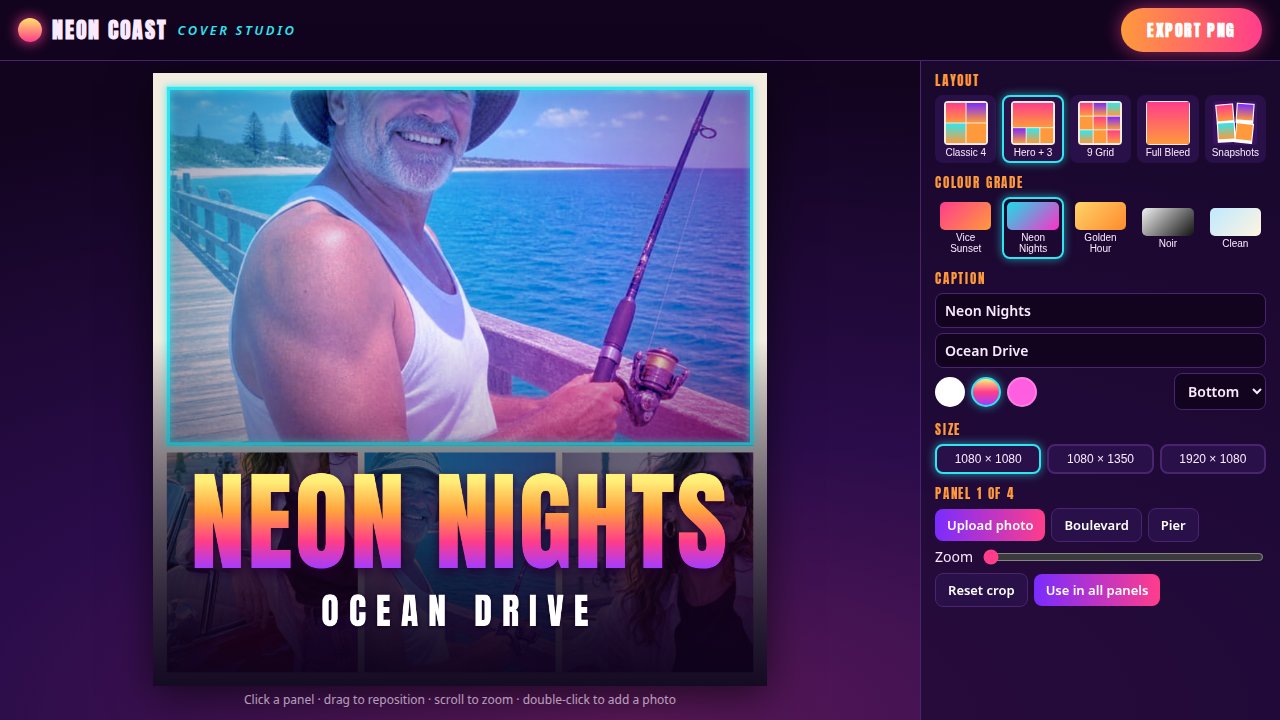 NEON COAST COVER STUDIO EXPORT PNG
LAYOUT
Classic 4 Hero + 3 9 Grid Full Bleed Snapshots
COLOUR GRADE
Vice Sunset Neon Nights Golden Hour Noir Clean
CAPTION
Neon Nights
Ocean Drive
Bottom
SIZE
1080 × 1080 1080 × 1350 1920 × 1080
PANEL 1 OF 4
Upload photo Boulevard Pier
Zoom
Reset crop Use in all panels
NEON NIGHTS
OCEAN DRIVE
Click a panel · drag to reposition · scroll to zoom · double-click to add a photo